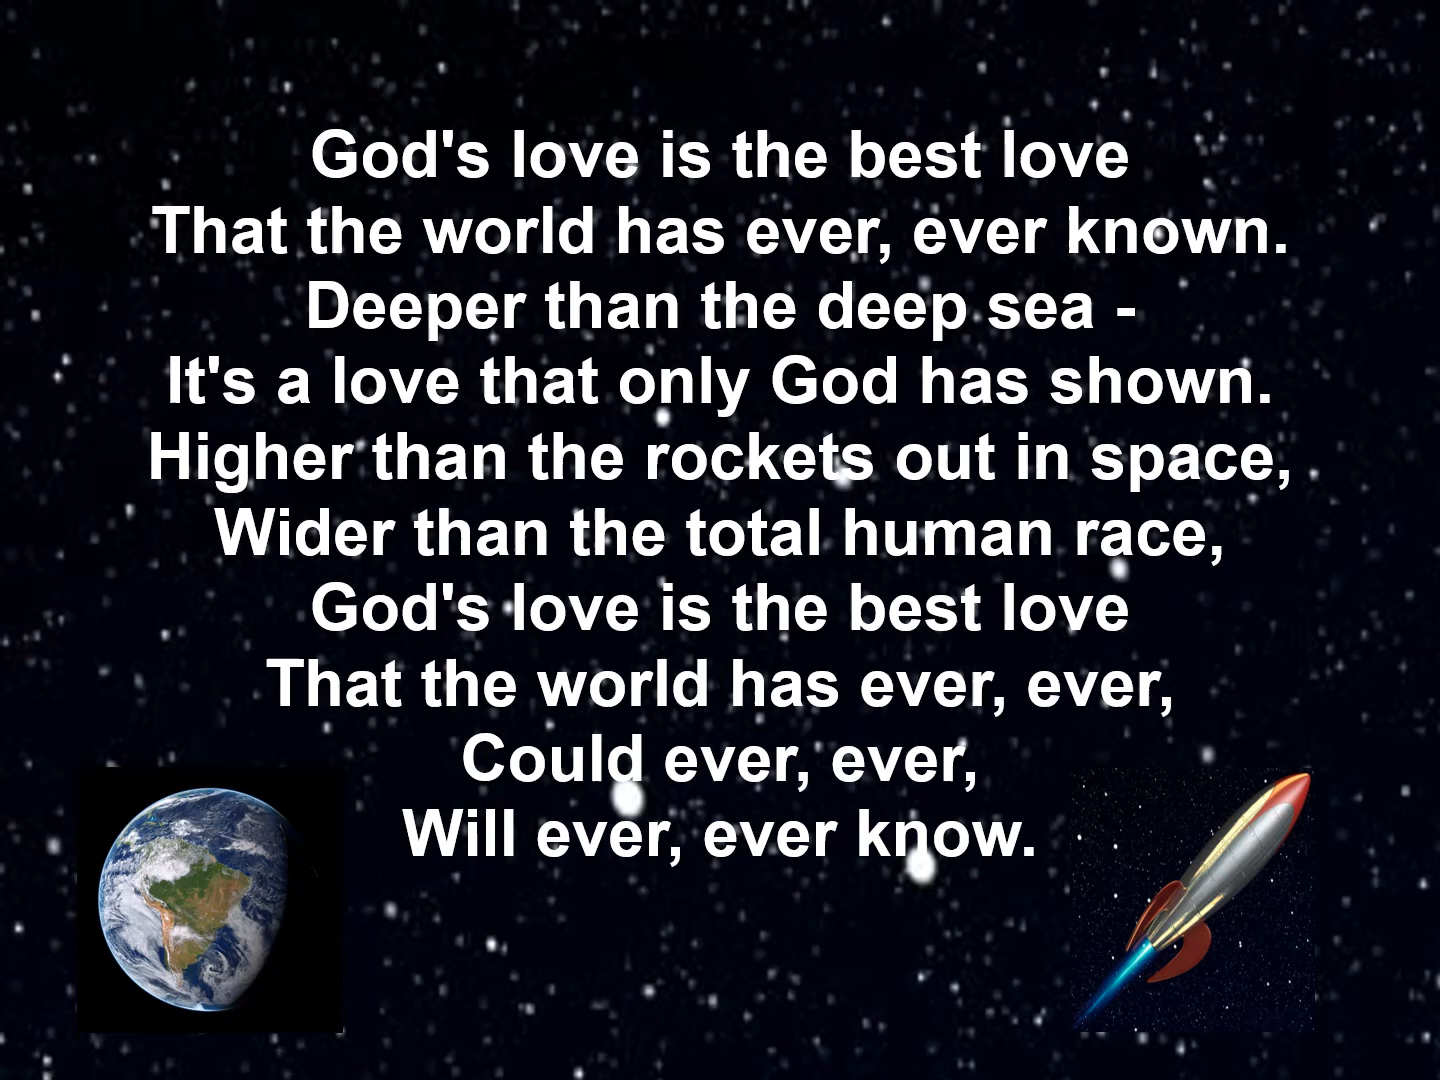 God's love is the best love
That the world has ever, ever known.
Deeper than the deep sea -
It's a love that only God has shown.
Higher than the rockets out in space,
Wider than the total human race,
God's love is the best love
That the world has ever, ever,
Could ever, ever,
Will ever, ever know.